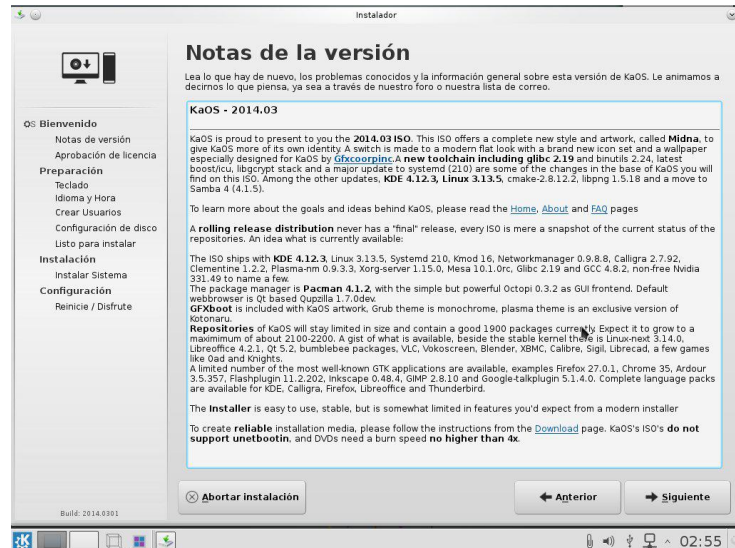 Instalador
Notas de la versión
Lea lo que hay de nuevo, los problemas conocidos y la información general sobre esta versión de KaOS. Le animamos a
decirnos lo que piensa, ya sea a través de nuestro foro o nuestra lista de correo.
OS Bienvenido
Notas de versión
Aprobación de licencia
Preparación
Teclado
Idioma y Hora
Crear Usuarios
Configuración de disco
Listo para instalar
Instalación
Instalar Sistema
Configuración
Reinicie / Disfrute
Build: 2014.0301
KaOS - 2014.03
KaOS is proud to present to you the 2014.03 ISO. This ISO offers a complete new style and artwork, called Midna, to
give KaOS more of its own identity. A switch is made to a modern flat look with a brand new icon set and a wallpaper
especially designed for KaOS by Gfxcoorpinc.A new toolchain including glibc 2.19 and binutils 2.24, latest
boost/icu, libgcrypt stack and a major update to systemd (210) are some of the changes in the base of KaOS you will
find on this ISO. Among the other updates, KDE 4.12.3, Linux 3.13.5, cmake-2.8.12.2, libpng 1.5.18 and a move to
Samba 4 (4.1.5).
To learn more about the goals and ideas behind KaOS, please read the Home, About and FAQ pages
A rolling release distribution never has a "final" release, every ISO is mere a snapshot of the current status of the
repositories. An idea what is currently available:
The ISO ships with KDE 4.12.3, Linux 3.13.5, Systemd 210, Kmod 16, Networkmanager 0.9.8.8, Calligra 2.7.92,
Clementine 1.2.2, Plasma-nm 0.9.3.3, Xorg-server 1.15.0, Mesa 10.1.0rc, Glibc 2.19 and GCC 4.8.2, non-free Nvidia
331.49 to name a few.
The package manager is Pacman 4.1.2, with the simple but powerful Octopi 0.3.2 as GUI frontend. Default
webbrowser is Qt based Qupzilla 1.7.0dev.
GFXboot is included with KaOS artwork, Grub theme is monochrome, plasma theme is an exclusive version of
Kotonaru.
Repositories of KaOS will stay limited in size and contain a good 1900 packages currently. Expect it to grow to a
maximimum of about 2100-2200. A gist of what is available, beside the stable kernel there is Linux-next 3.14.0,
Libreoffice 4.2.1, Qt 5.2, bumblebee packages, VLC, Vokoscreen, Blender, XBMC, Calibre, Sigil, Librecad, a few games
like 0ad and Knights.
A limited number of the most well-known GTK applications are available, examples Firefox 27.0.1, Chrome 35, Ardour
3.5.357, Flashplugin 11.2.202, Inkscape 0.48.4, GIMP 2.8.10 and Google-talkplugin 5.1.4.0. Complete language packs
are available for KDE, Calligra, Firefox, Libreoffice and Thunderbird.
The Installer is easy to use, stable, but is somewhat limited in features you'd expect from a modern installer
To create reliable installation media, please follow the instructions from the Download page. KaOS's ISO's do not
support unetbootin, and DVDs need a burn speed no higher than 4x.
Abortar instalación
Anterior
Siguiente
02:55